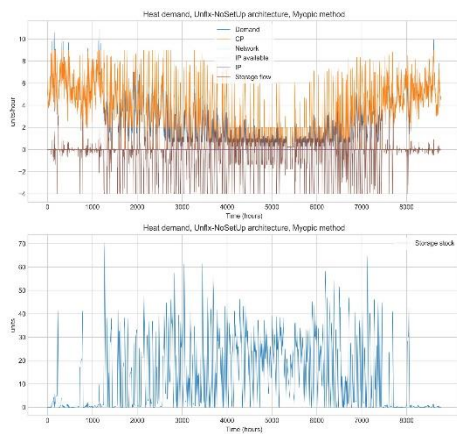 Heat demand, Unflx-NoSetUp architecture, Myopic method
Demand
CP
Network
IP available
IP
Storage flow
units/hour
8
6
4
2
0
−2
−4
0
1000
2000
3000
4000
5000
6000
7000
8000
Time (hours)
Heat demand, Unflx-NoSetUp architecture, Myopic method
Storage stock
units
70
60
50
40
30
20
10
0
0
1000
2000
3000
4000
5000
6000
7000
8000
Time (hours)